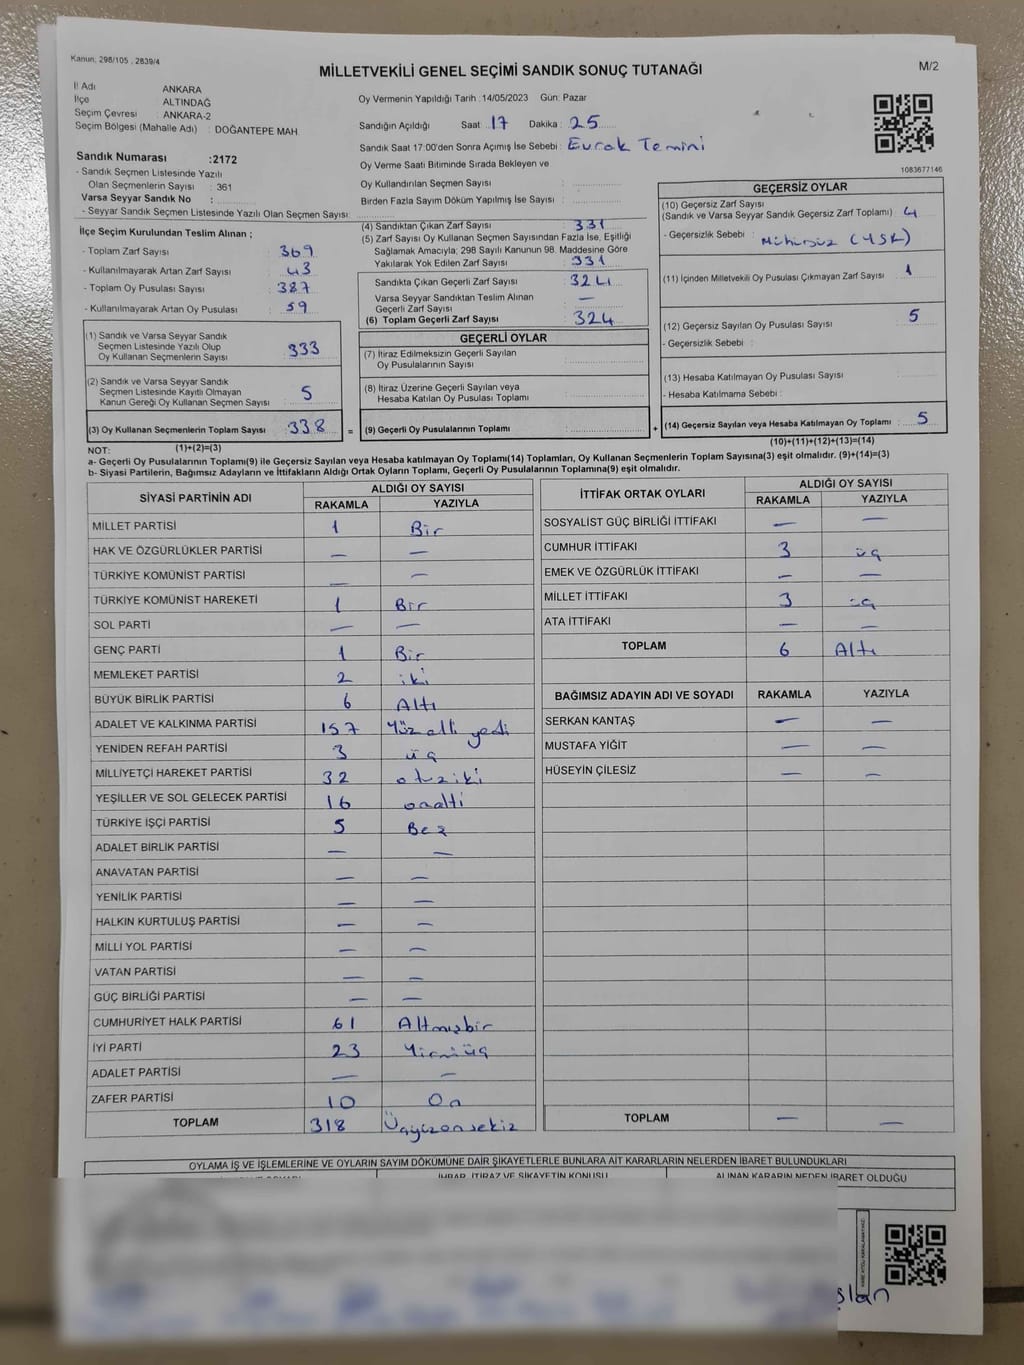 Kanun, 298/105 , 2839/4
MİLLETVEKİLİ GENEL SEÇİMİ SANDIK SONUÇ TUTANAĞI
M/2
İl Adı ANKARA
İlçe ALTINDAĞ
Seçim Çevresi : ANKARA-2
Seçim Bölgesi (Mahalle Adı) : DOĞANTEPE MAH.
Oy Vermenin Yapıldığı Tarih :14/05/2023 Gün: Pazar
Sandığın Açıldığı Saat : 17 Dakika : 25
Sandık Saat 17:00'den Sonra Açımış İse Sebebi : Evrak Temini
Oy Verme Saati Bitiminde Sırada Bekleyen ve
Oy Kullandırılan Seçmen Sayısı :
Birden Fazla Sayım Döküm Yapılmış İse Sayısı :
1083677146
Sandık Numarası :2172
- Sandık Seçmen Listesinde Yazılı
Olan Seçmenlerin Sayısı : 361
Varsa Seyyar Sandık No :
- Seyyar Sandık Seçmen Listesinde Yazılı Olan Seçmen Sayısı:
İlçe Seçim Kurulundan Teslim Alınan ;
- Toplam Zarf Sayısı : 369
- Kullanılmayarak Artan Zarf Sayısı : 43
- Toplam Oy Pusulası Sayısı : 387
- Kullanılmayarak Artan Oy Pusulası : 59
(1) Sandık ve Varsa Seyyar Sandık
Seçmen Listesinde Yazılı Olup
Oy Kullanan Seçmenlerin Sayısı : 333
(2) Sandık ve Varsa Seyyar Sandık
Seçmen Listesinde Kayıtlı Olmayan
Kanun Gereği Oy Kullanan Seçmen Sayısı : 5
(3) Oy Kullanan Seçmenlerin Toplam Sayısı : 338
(1)+(2)=(3)
(4) Sandıktan Çıkan Zarf Sayısı : 331
(5) Zarf Sayısı Oy Kullanan Seçmen Sayısından Fazla İse, Eşitliği
Sağlamak Amacıyla; 298 Sayılı Kanunun 98. Maddesine Göre
Yakılarak Yok Edilen Zarf Sayısı : 331
Sandıkta Çıkan Geçerli Zarf Sayısı : 324
Varsa Seyyar Sandıktan Teslim Alınan
Geçerli Zarf Sayısı : —
(6) Toplam Geçerli Zarf Sayısı : 324
GEÇERLİ OYLAR
(7) İtiraz Edilmeksizin Geçerli Sayılan
Oy Pusulalarının Sayısı :
(8) İtiraz Üzerine Geçerli Sayılan veya
Hesaba Katılan Oy Pusulası Toplamı :
= (9) Geçerli Oy Pusulalarının Toplamı : +
GEÇERSİZ OYLAR
(10) Geçersiz Zarf Sayısı
(Sandık ve Varsa Seyyar Sandık Geçersiz Zarf Toplamı) : 4
- Geçersizlik Sebebi : Mühürsüz (YSK)
(11) İçinden Milletvekili Oy Pusulası Çıkmayan Zarf Sayısı : 1
(12) Geçersiz Sayılan Oy Pusulası Sayısı : 5
- Geçersizlik Sebebi :
(13) Hesaba Katılmayan Oy Pusulası Sayısı :
- Hesaba Katılmama Sebebi :
(14) Geçersiz Sayılan veya Hesaba Katılmayan Oy Toplamı : 5
(10)+(11)+(12)+(13)=(14)
NOT:
a- Geçerli Oy Pusulalarının Toplamı(9) ile Geçersiz Sayılan veya Hesaba katılmayan Oy Toplamı(14) Toplamları, Oy Kullanan Seçmenlerin Toplam Sayısına(3) eşit olmalıdır. (9)+(14)=(3)
b- Siyasi Partilerin, Bağımsız Adayların ve İttifakların Aldığı Ortak Oyların Toplamı, Geçerli Oy Pusulalarının Toplamına(9) eşit olmalıdır.
SİYASİ PARTİNİN ADI ALDIĞI OY SAYISI
RAKAMLA YAZIYLA
MİLLET PARTİSİ 1 Bir
HAK VE ÖZGÜRLÜKLER PARTİSİ — —
TÜRKİYE KOMÜNİST PARTİSİ — —
TÜRKİYE KOMÜNİST HAREKETİ 1 Bir
SOL PARTİ — —
GENÇ PARTİ 1 Bir
MEMLEKET PARTİSİ 2 iki
BÜYÜK BİRLİK PARTİSİ 6 Altı
ADALET VE KALKINMA PARTİSİ 157 Yüz elli yedi
YENİDEN REFAH PARTİSİ 3 üç
MİLLİYETÇİ HAREKET PARTİSİ 32 otuziki
YEŞİLLER VE SOL GELECEK PARTİSİ 16 onaltı
TÜRKİYE İŞÇİ PARTİSİ 5 Beş
ADALET BİRLİK PARTİSİ — —
ANAVATAN PARTİSİ — —
YENİLİK PARTİSİ — —
HALKIN KURTULUŞ PARTİSİ — —
MİLLİ YOL PARTİSİ — —
VATAN PARTİSİ — —
GÜÇ BİRLİĞİ PARTİSİ — —
CUMHURİYET HALK PARTİSİ 61 Altmışbir
İYİ PARTİ 23 Yirmiüç
ADALET PARTİSİ — —
ZAFER PARTİSİ 10 On
TOPLAM 318 Üçyüzonsekiz
İTTİFAK ORTAK OYLARI ALDIĞI OY SAYISI
RAKAMLA YAZIYLA
SOSYALİST GÜÇ BİRLİĞİ İTTİFAKI — —
CUMHUR İTTİFAKI 3 üç
EMEK VE ÖZGÜRLÜK İTTİFAKI — —
MİLLET İTTİFAKI 3 üç
ATA İTTİFAKI — —
TOPLAM 6 Altı
BAĞIMSIZ ADAYIN ADI VE SOYADI RAKAMLA YAZIYLA
SERKAN KANTAŞ — —
MUSTAFA YİĞİT — —
HÜSEYİN ÇİLESİZ — —
TOPLAM — —
OYLAMA İŞ VE İŞLEMLERİNE VE OYLARIN SAYIM DÖKÜMÜNE DAİR ŞİKAYETLERLE BUNLARA AİT KARARLARIN NELERDEN İBARET BULUNDUKLARI
İHBAR, İTİRAZ VE ŞİKAYETİN KONUSU ALINAN KARARIN NEDEN İBARET OLDUĞU